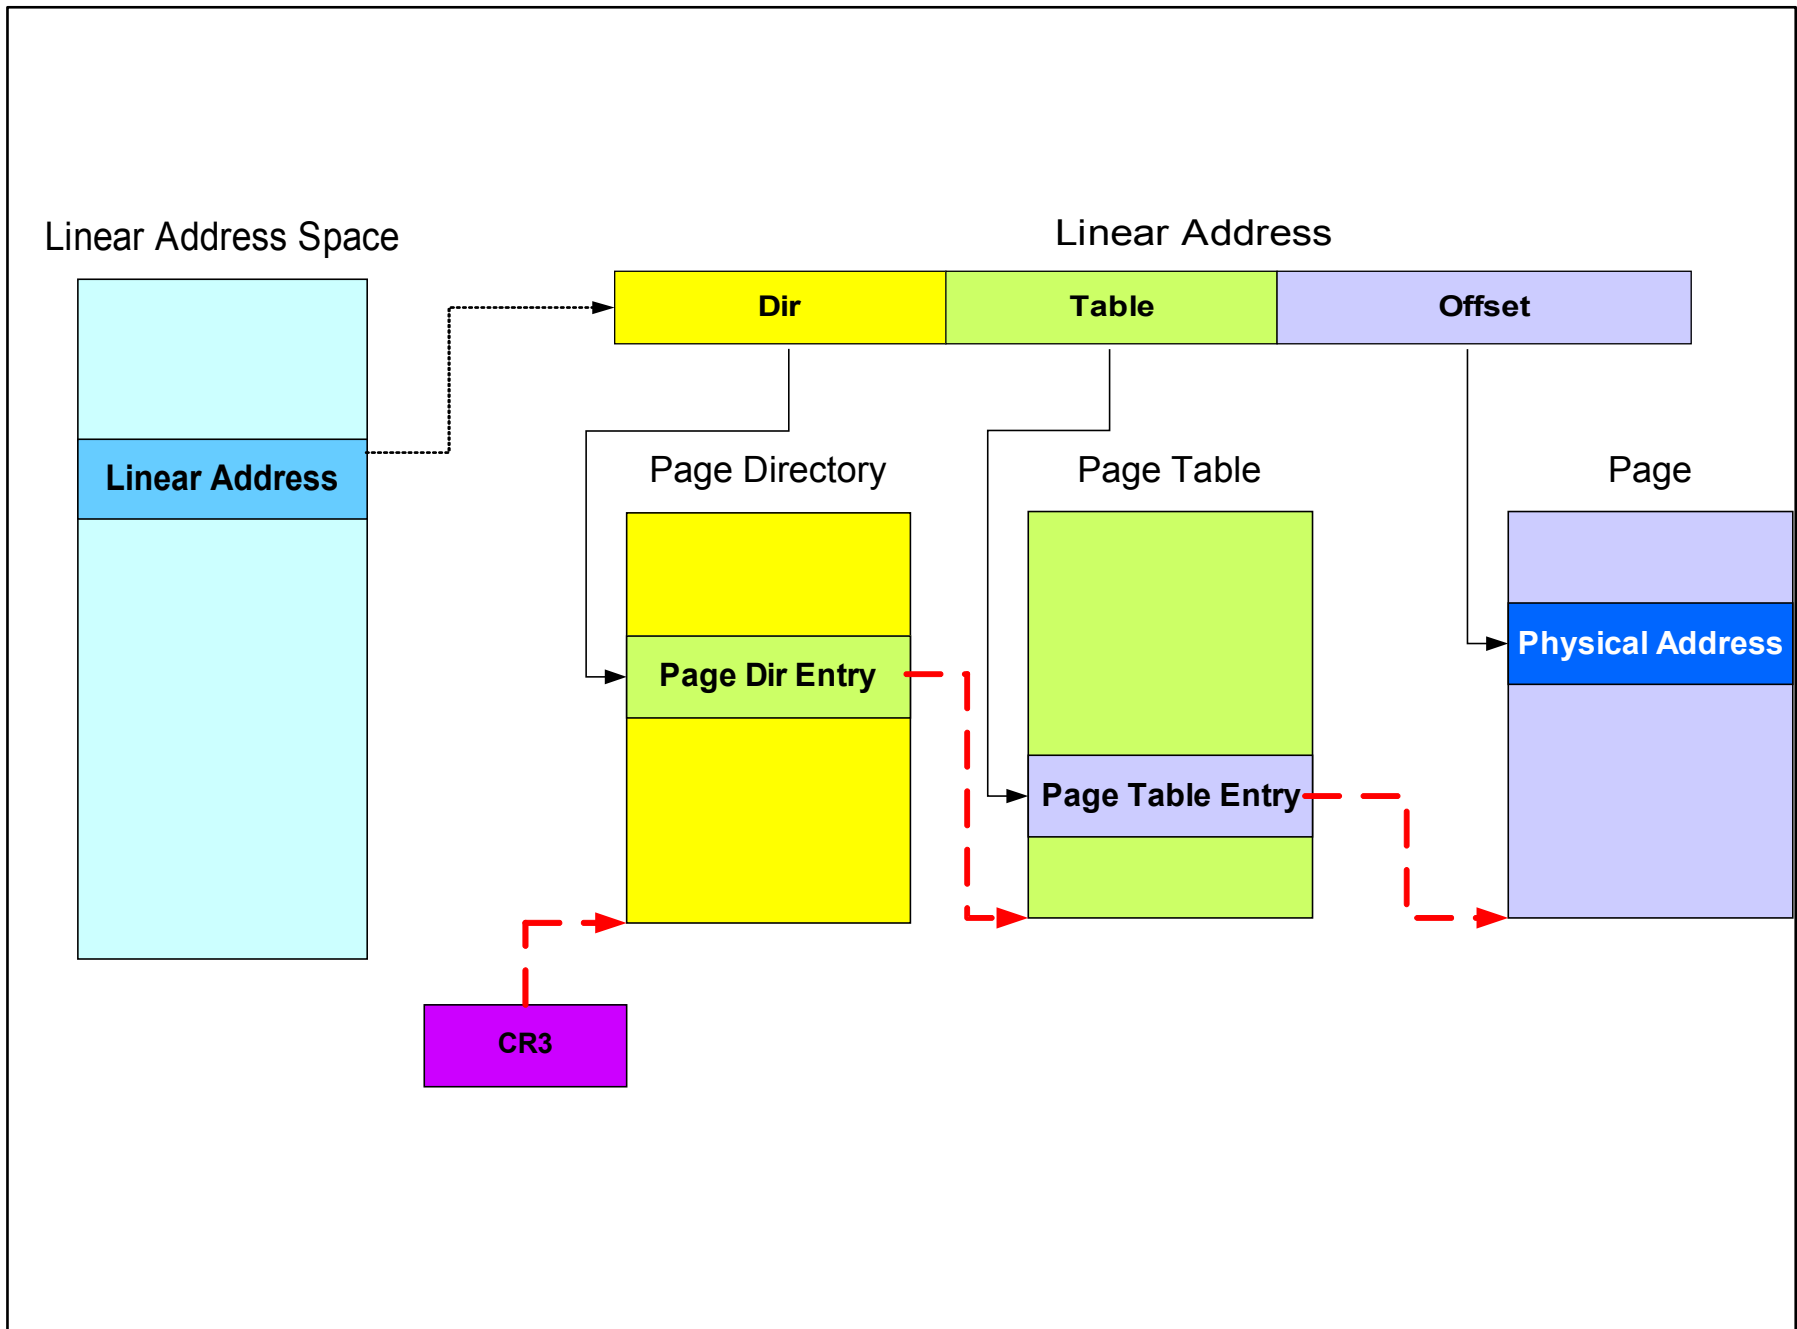 Linear Address Space
Linear Address
Dir
Table
Offset
Linear Address
Page Directory
Page Table
Page
Physical Address
Page Dir Entry
Page Table Entry
CR3